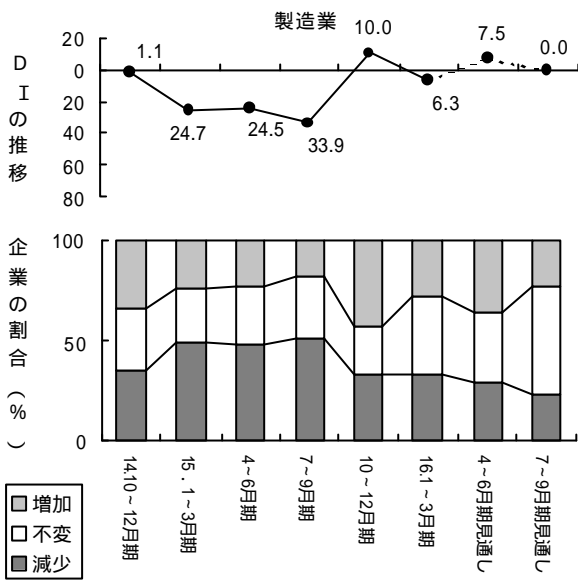 製造業
DIの推移
20
0
20
40
60
80
1.1
24.7
24.5
33.9
10.0
6.3
7.5
0.0
企業の割合（%）
100
50
0
14.10～12月期
15．1～3月期
4～6月期
7～9月期
10～12月期
16.1～3月期
4～6月期見通し
7～9月期見通し
増加
不変
減少